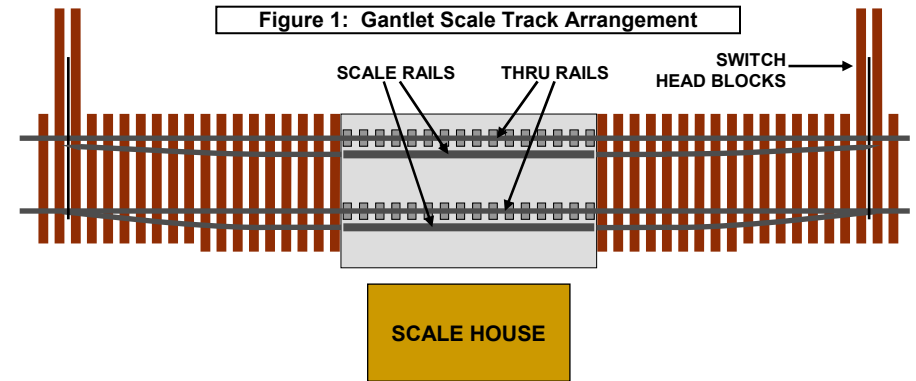 Figure 1:  Gantlet Scale Track Arrangement
SCALE RAILS
THRU RAILS
SWITCH
HEAD BLOCKS
SCALE HOUSE